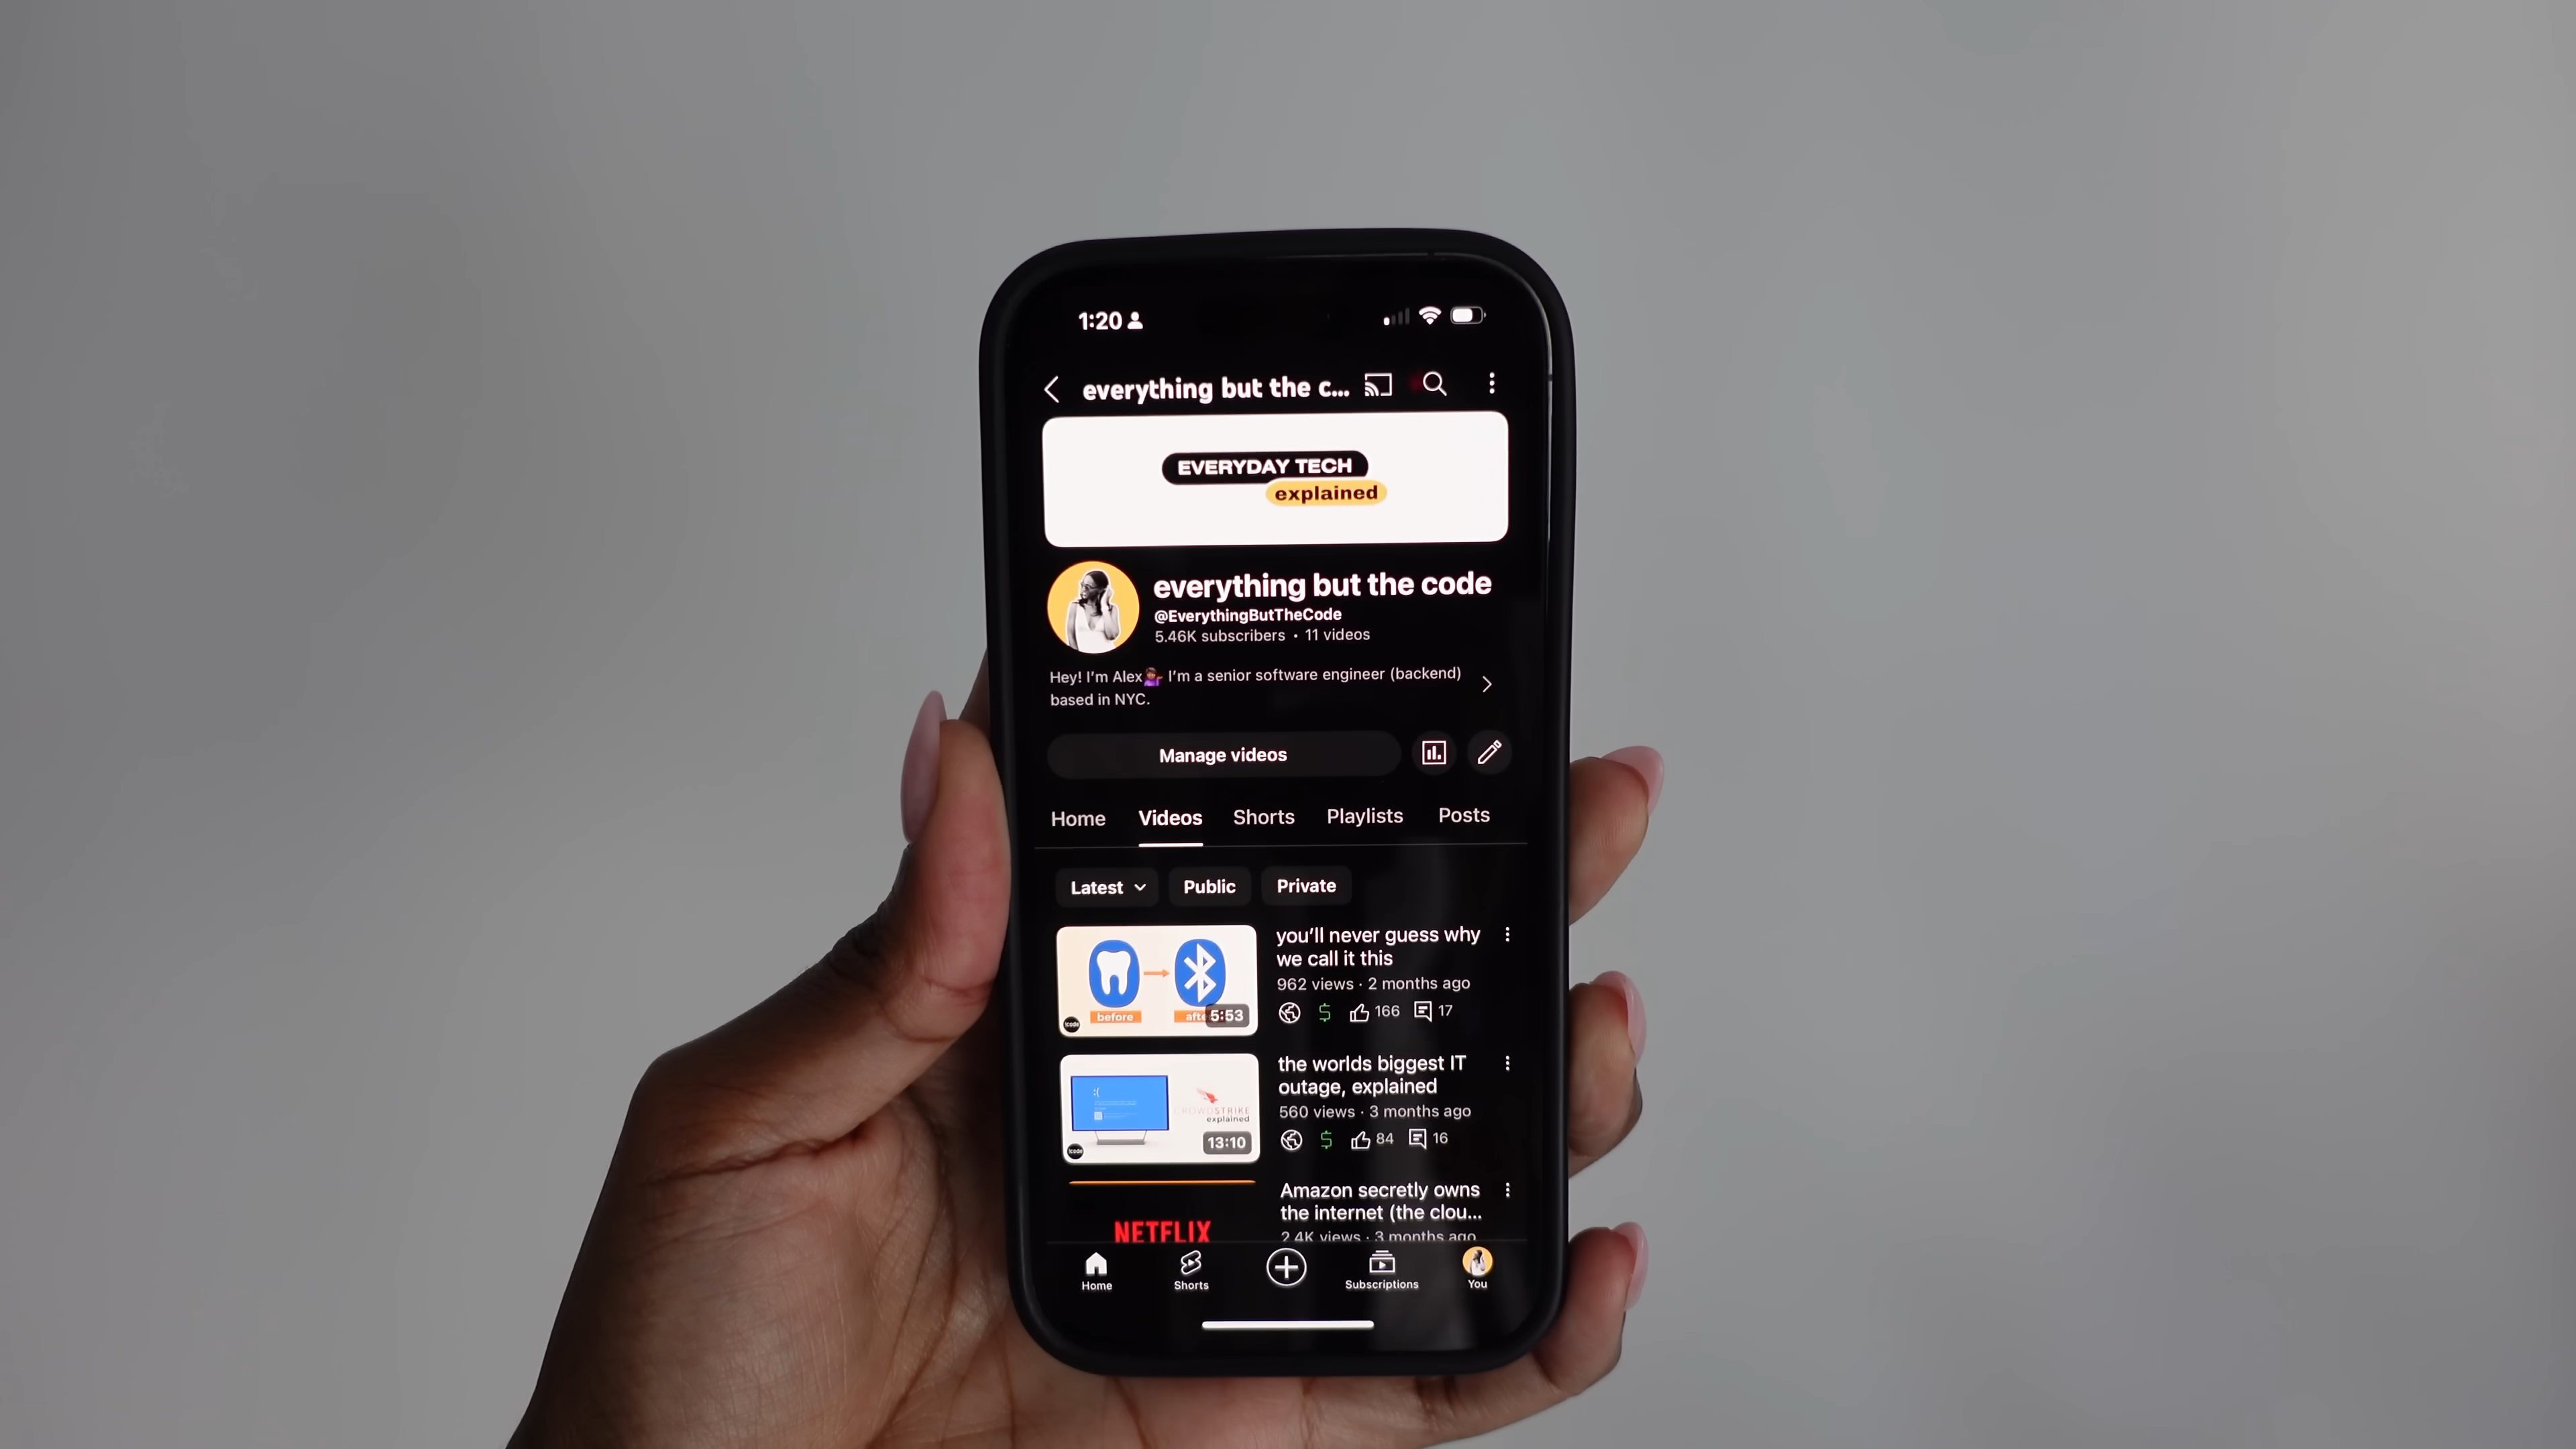 1:20
everything but the c...
EVERYDAY TECH
explained
everything but the code
@EverythingButTheCode
5.46K subscribers • 11 videos
Hey! I'm Alex🤷🏾‍♀️ I'm a senior software engineer (backend)
based in NYC.
Manage videos
Home Videos Shorts Playlists Posts
Latest Public Private
before
afte
5:53
you'll never guess why
we call it this
962 views · 2 months ago
166 17
:(
CROWDSTRIKE
explained
13:10
the worlds biggest IT
outage, explained
560 views · 3 months ago
84 16
NETFLIX
Amazon secretly owns
the internet (the clou...
2.4K views · 3 months ago
Home Shorts Subscriptions You